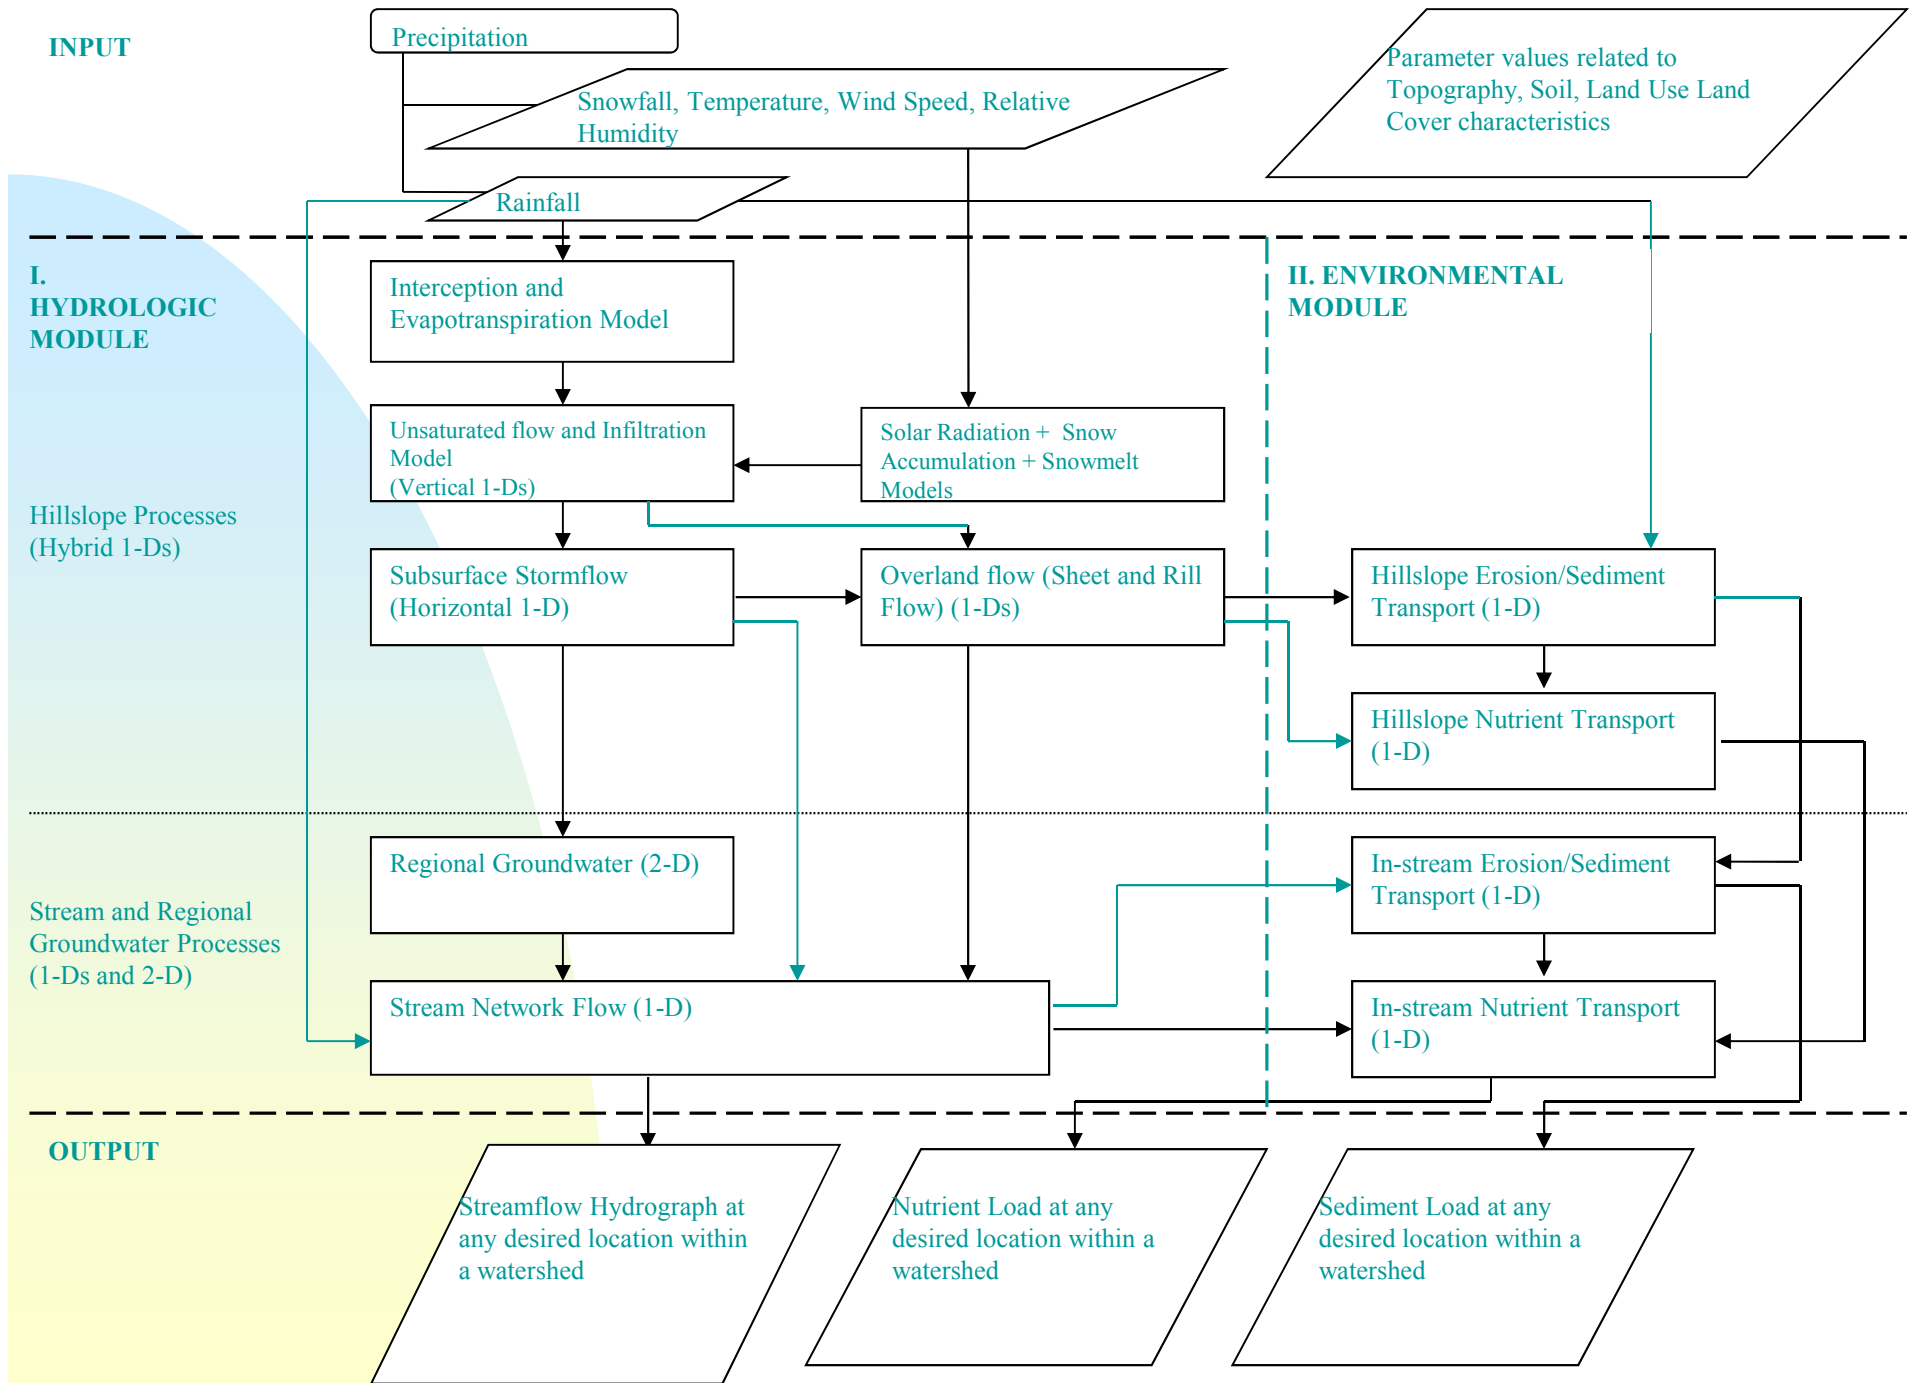 INPUT
Precipitation
Snowfall, Temperature, Wind Speed, Relative
Humidity
Parameter values related to
Topography, Soil, Land Use Land
Cover characteristics
Rainfall
I.
HYDROLOGIC
MODULE
Interception and
Evapotranspiration Model
II. ENVIRONMENTAL
MODULE
Unsaturated flow and Infiltration
Model
(Vertical 1-Ds)
Solar Radiation + Snow
Accumulation + Snowmelt
Models
Hillslope Processes
(Hybrid 1-Ds)
Subsurface Stormflow
(Horizontal 1-D)
Overland flow (Sheet and Rill
Flow) (1-Ds)
Hillslope Erosion/Sediment
Transport (1-D)
Hillslope Nutrient Transport
(1-D)
Stream and Regional
Groundwater Processes
(1-Ds and 2-D)
Regional Groundwater (2-D)
In-stream Erosion/Sediment
Transport (1-D)
Stream Network Flow (1-D)
In-stream Nutrient Transport
(1-D)
OUTPUT
Streamflow Hydrograph at
any desired location within
a watershed
Nutrient Load at any
desired location within a
watershed
Sediment Load at any
desired location within a
watershed